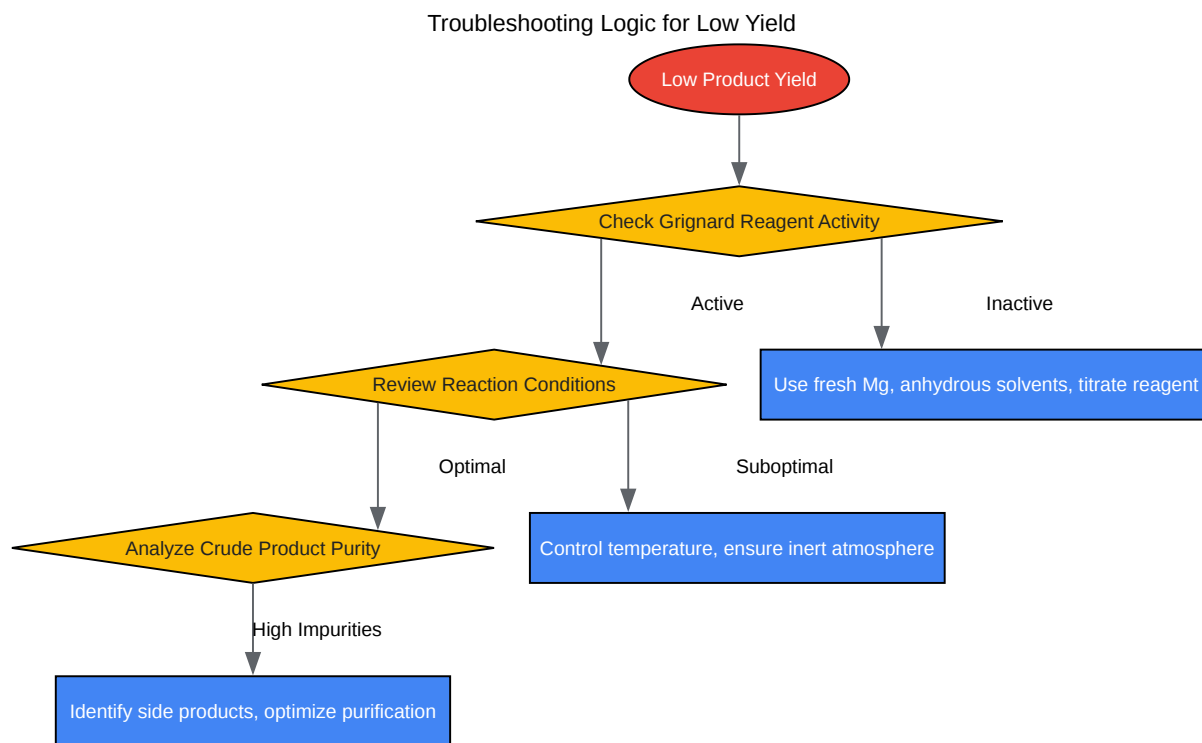 Troubleshooting Logic for Low Yield
Low Product Yield
Check Grignard Reagent Activity
Active
Inactive
Review Reaction Conditions
Use fresh Mg, anhydrous solvents, titrate reagent
Optimal
Suboptimal
Analyze Crude Product Purity
Control temperature, ensure inert atmosphere
High Impurities
Identify side products, optimize purification